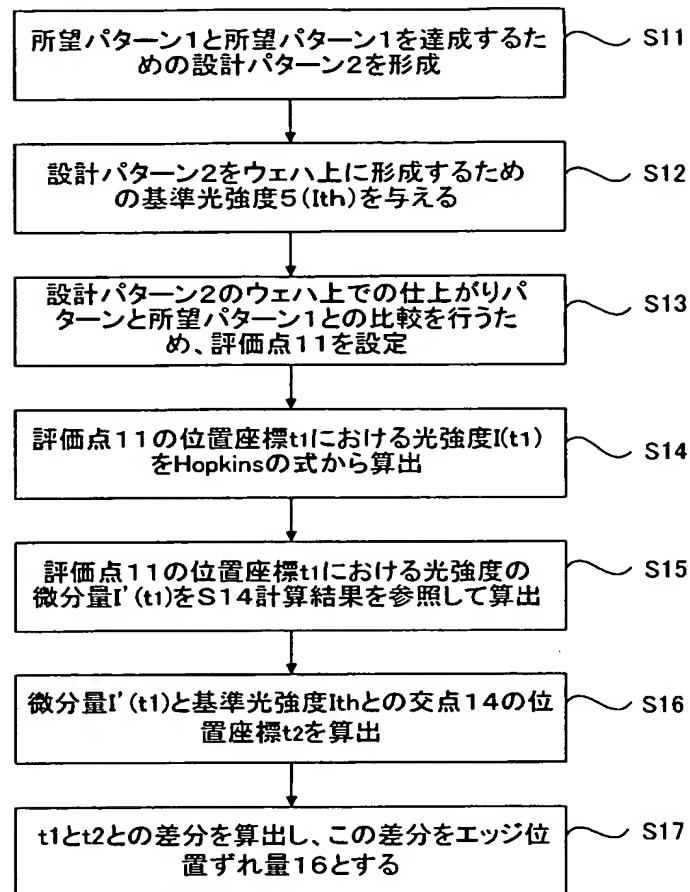 所望パターン1と所望パターン1を達成するた
めの設計パターン2を形成
S11
設計パターン2をウェハ上に形成するため
の基準光強度5(Ith)を与える
S12
設計パターン2のウェハ上での仕上がりパ
ターンと所望パターン1との比較を行うた
め、評価点11を設定
S13
評価点11の位置座標t1における光強度I(t1)
をHopkinsの式から算出
S14
評価点11の位置座標t1における光強度の
微分量I'(t1)をS14計算結果を参照して算出
S15
微分量I'(t1)と基準光強度Ithとの交点14の位
置座標t2を算出
S16
t1とt2との差分を算出し、この差分をエッジ位
置ずれ量16とする
S17